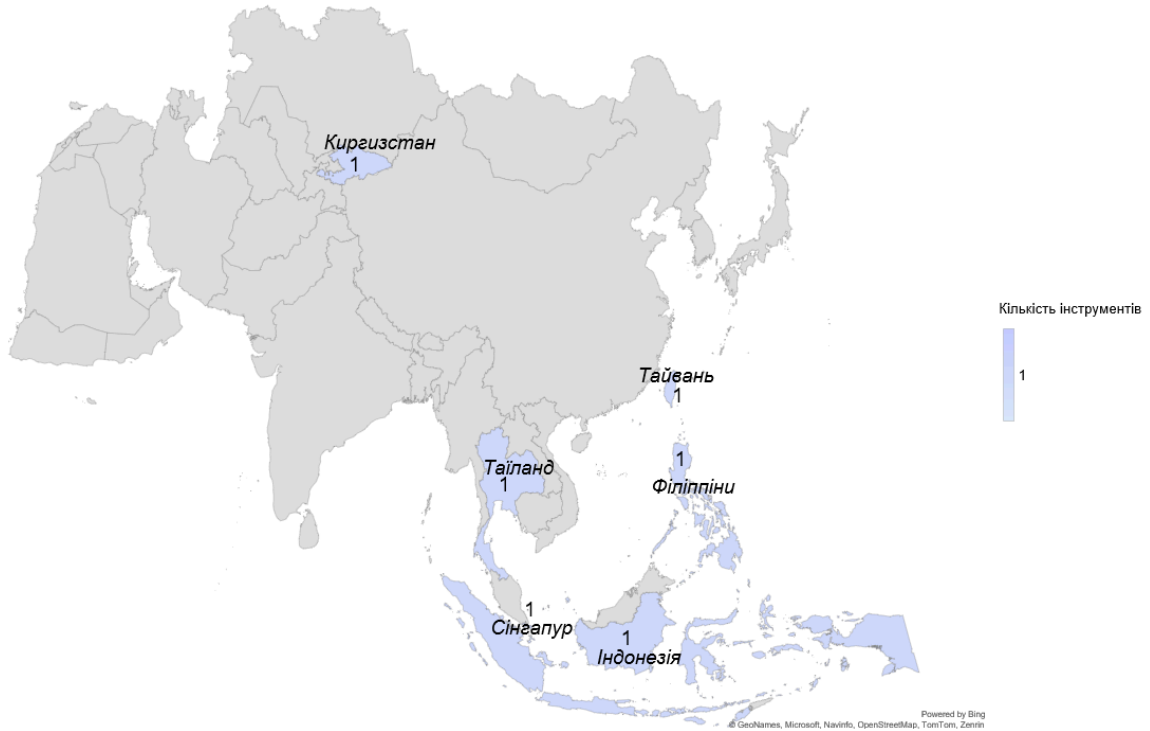 Киргизстан
1
Кількість інструментів
1
Тайвань
1
1
Таїланд
1
Філіппіни
1
Сінгапур
1
Індонезія
Powered by Bing
© GeoNames, Microsoft, Navinfo, OpenStreetMap, TomTom, Zenrin